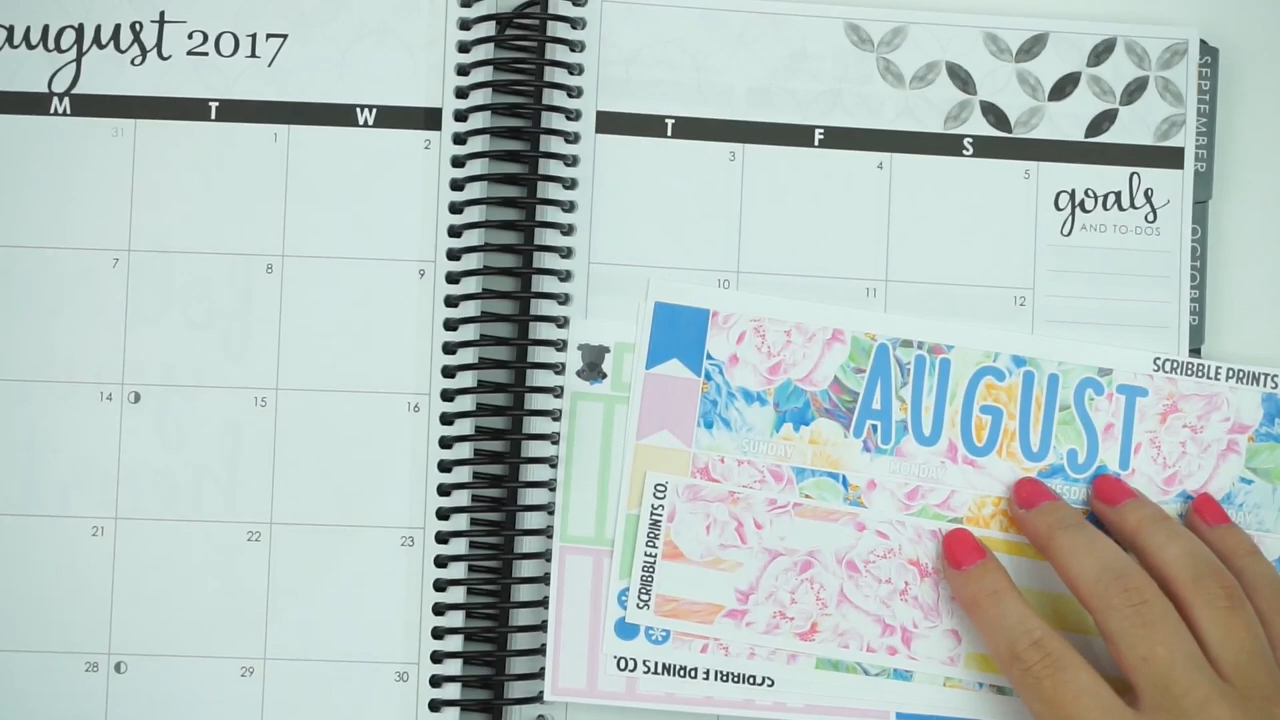 august 2017
M T W
31 1 2
7 8 9
14 15 16
21 22 23
28 29 30
T F S
3 4 5
10 11 12
goals
AND TO-DOS
SEPTEMBER
OCTOBER
SCRIBBLE PRINTS
AUGUST
SUNDAY
MONDAY
SCRIBBLE PRINTS CO.
SCRIBBLE PRINTS CO.